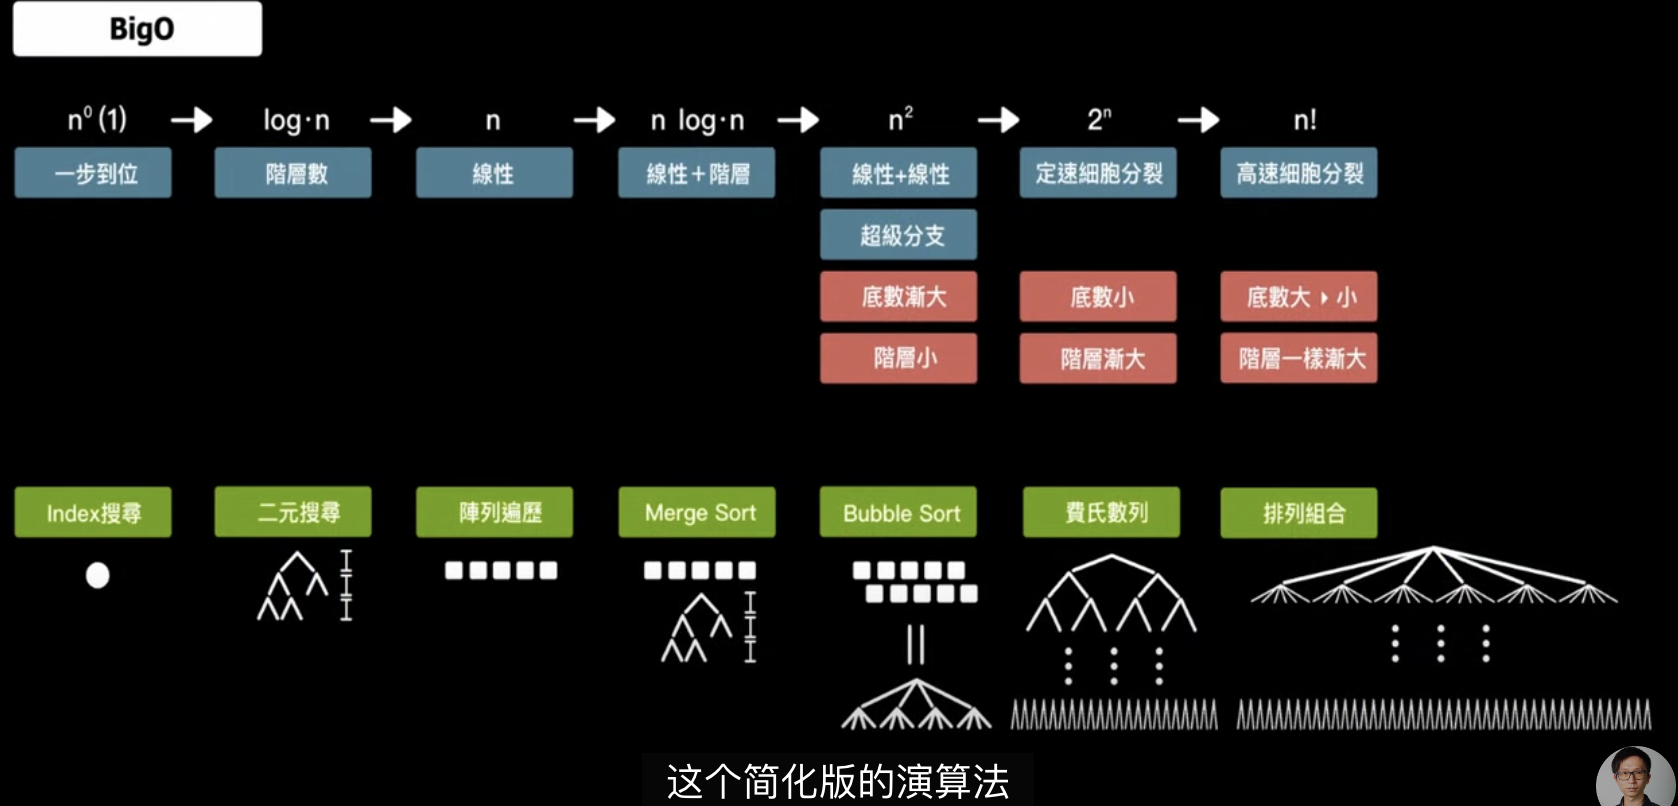 BigO
n⁰ (1) → log·n → n → n log·n → n² → 2ⁿ → n!
一步到位 階層數 線性 線性＋階層 線性+線性 定速細胞分裂 高速細胞分裂
超級分支
底數漸大 底數小 底數大 ▸ 小
階層小 階層漸大 階層一樣漸大
Index搜尋 二元搜尋 陣列遍歷 Merge Sort Bubble Sort 費氏數列 排列組合
这个简化版的演算法